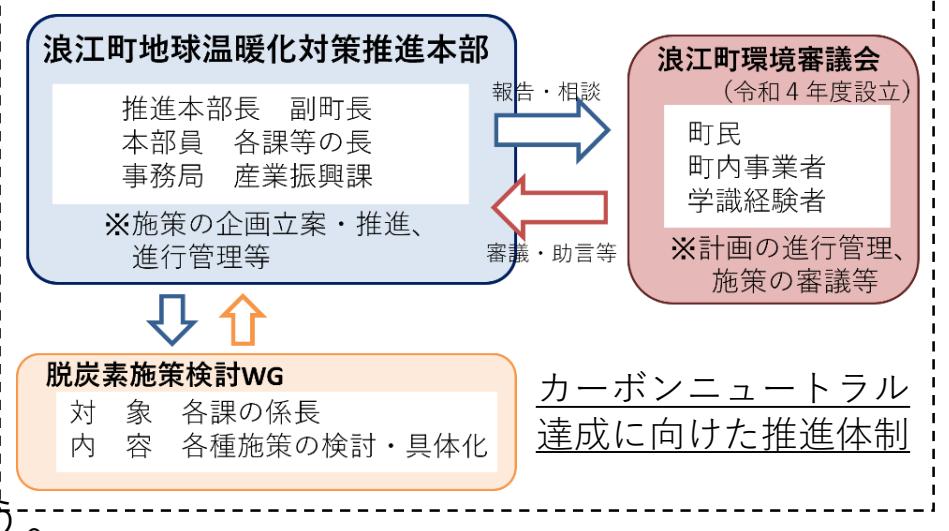 浪江町地球温暖化対策推進本部
推進本部長　副町長
本部員　各課等の長
事務局　産業振興課
※施策の企画立案・推進、
進行管理等
報告・相談
審議・助言等
浪江町環境審議会
（令和４年度設立）
町民
町内事業者
学識経験者
※計画の進行管理、
施策の審議等
脱炭素施策検討WG
対　象　各課の係長
内　容　各種施策の検討・具体化
カーボンニュートラル
達成に向けた推進体制